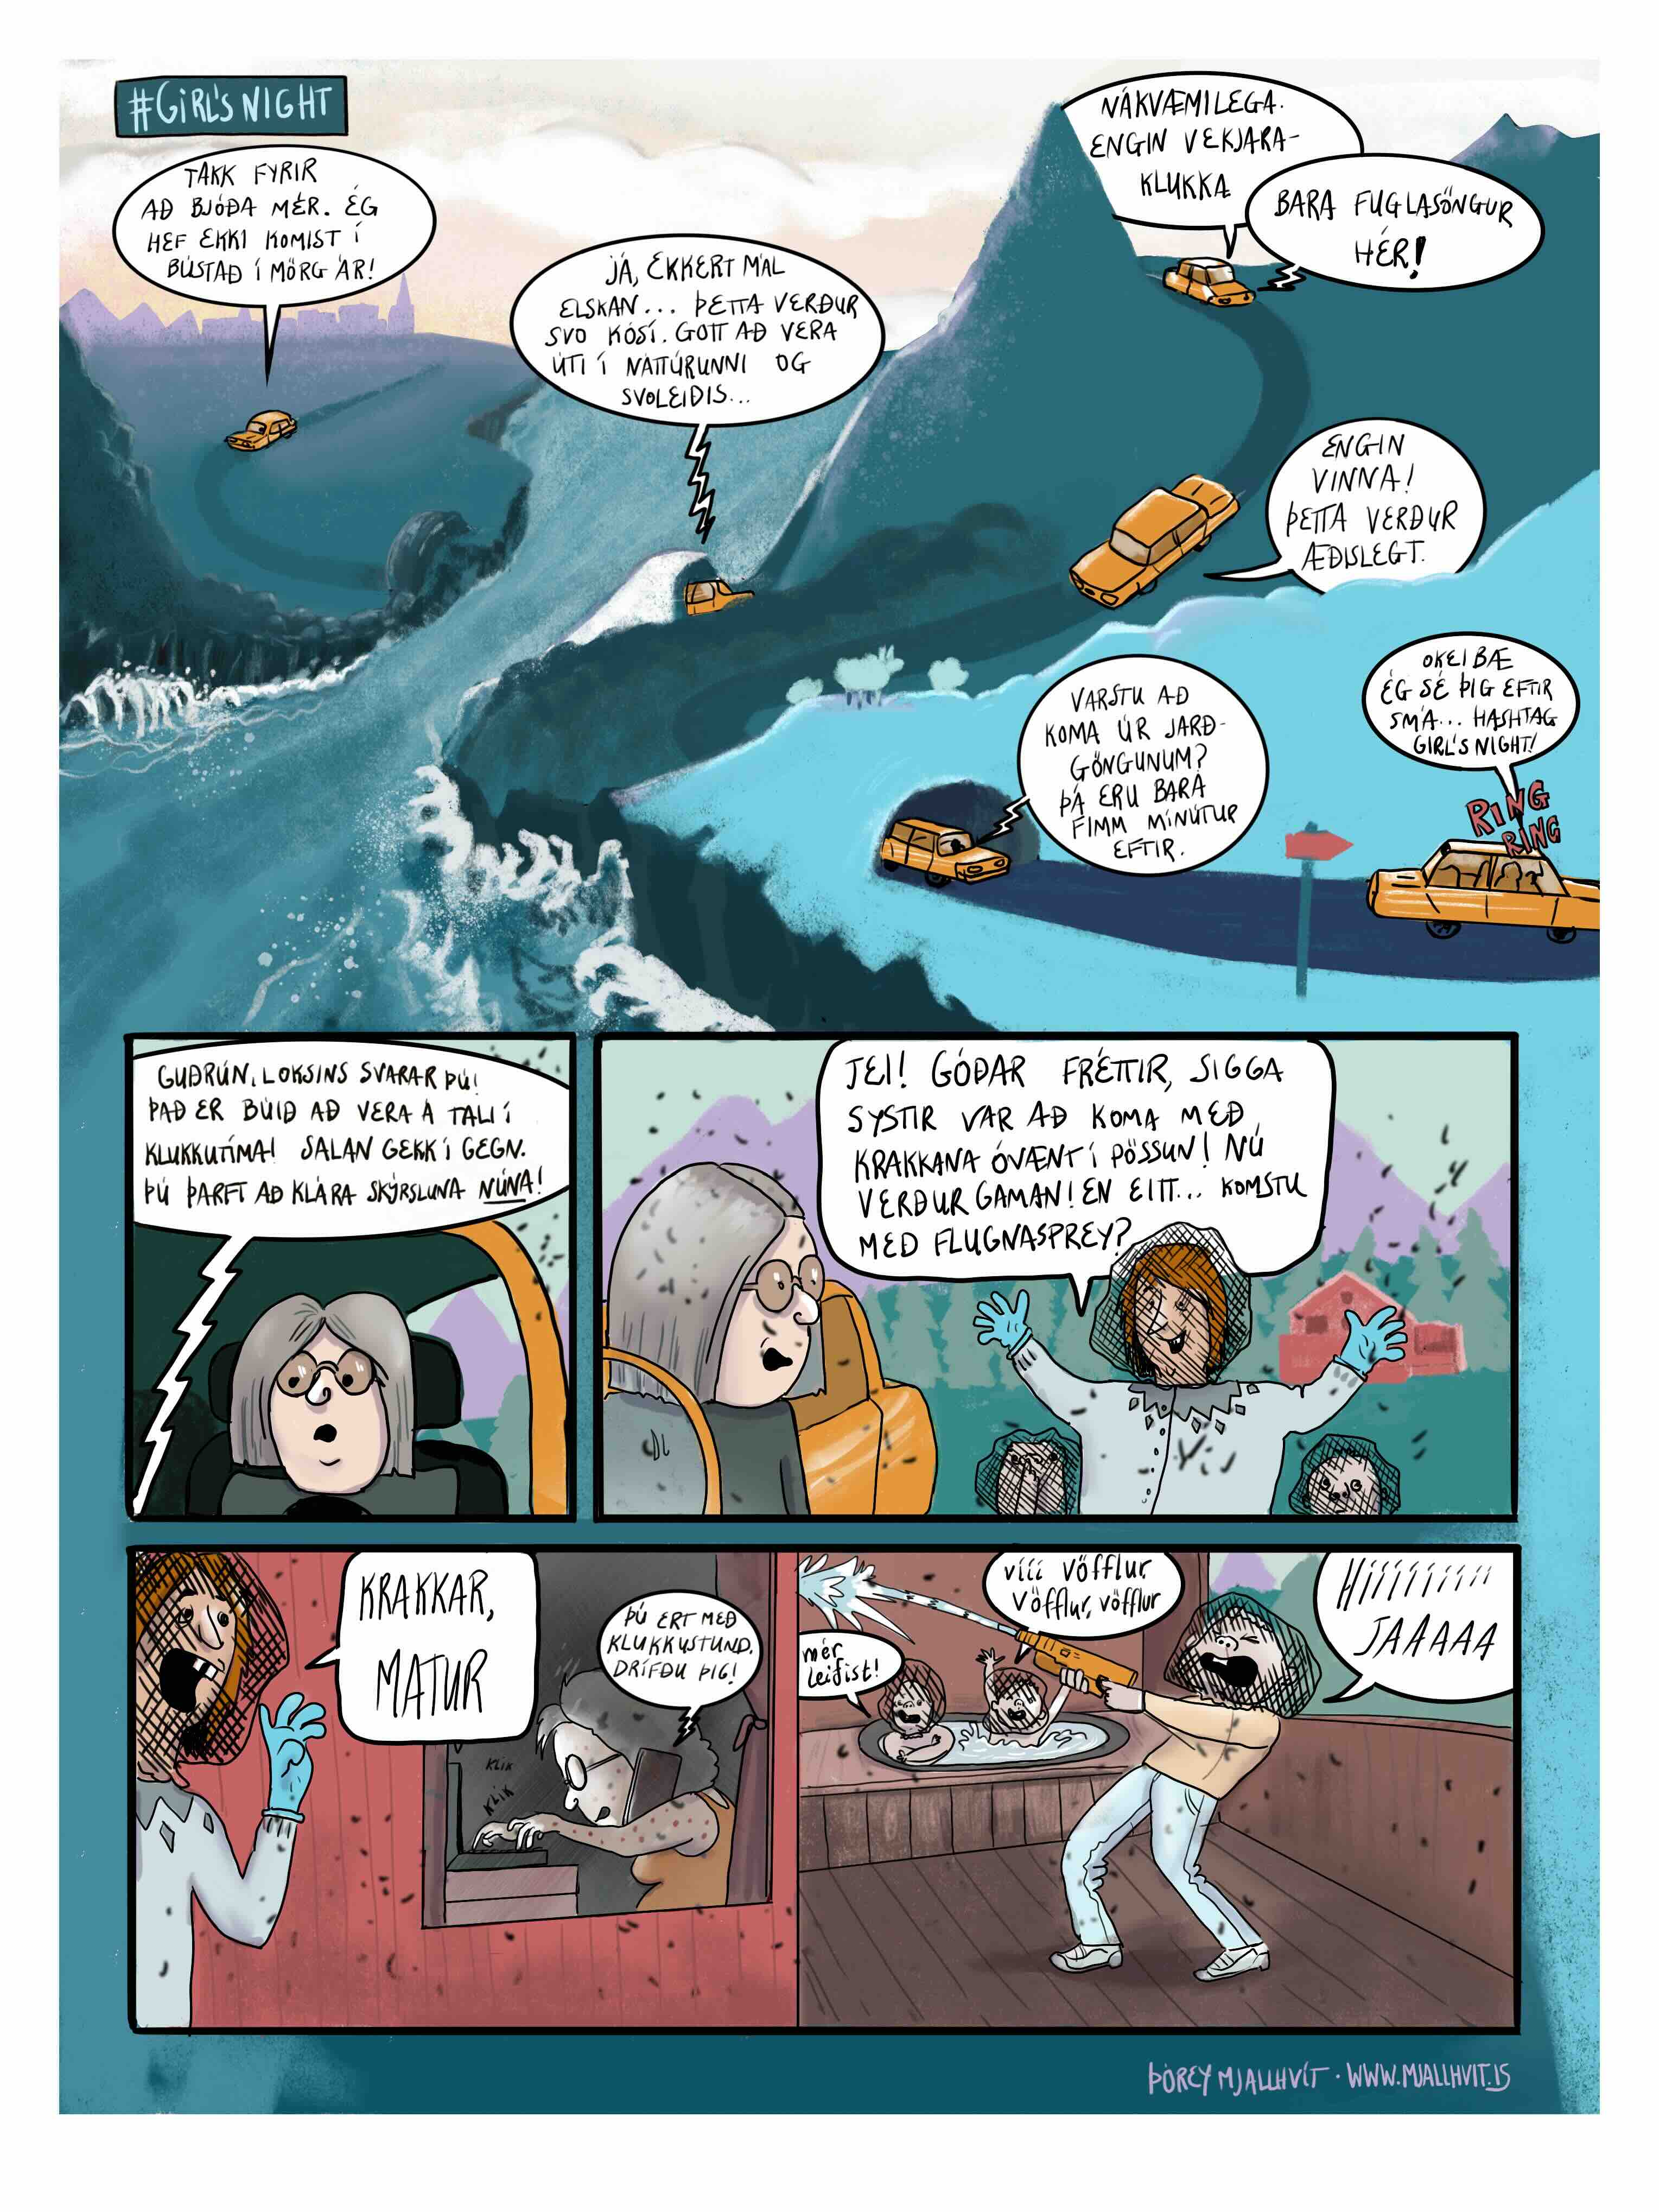 #GIRL'S NIGHT
TAKK FYRIR
AÐ BJÓÐA MÉR. ÉG
HEF EKKI KOMIST Í
BÚSTAÐ Í MÖRG ÁR!
JÁ, EKKERT MÁL
ELSKAN... ÞETTA VERÐUR
SVO KÓSÍ. GOTT AÐ VERA
ÚTI Í NÁTTÚRUNNI OG
SVOLEIÐIS...
NÁKVÆMILEGA.
ENGIN VEKJARA-
KLUKKA
BARA FUGLASÖNGUR
HÉR!
ENGIN
VINNA!
ÞETTA VERÐUR
ÆÐISLEGT.
VARSTU AÐ
KOMA ÚR JARÐ-
GÖNGUNUM?
ÞÁ ERU BARA
FIMM MÍNÚTUR
EFTIR.
OKEI BÆ
ÉG SÉ ÞIG EFTIR
SMÁ... HASHTAG
GIRL'S NIGHT!
RING
RING
GUÐRÚN, LOKSINS SVARAR ÞÚ!
ÞAÐ ER BÚIÐ AÐ VERA Á TALI Í
KLUKKUTÍMA! SALAN GEKK Í GEGN.
ÞÚ ÞARFT AÐ KLÁRA SKÝRSLUNA NÚNA!
JEI! GÓÐAR FRÉTTIR, SIGGA
SYSTIR VAR AÐ KOMA MEÐ
KRAKKANA ÓVÆNT Í PÖSSUN! NÚ
VERÐUR GAMAN! EN EITT... KOMSTU
MEÐ FLUGNASPREY?
KRAKKAR,
MATUR
ÞÚ ERT MEÐ
KLUKKUSTUND.
DRÍFÐU ÞIG!
KLIK
KLIK
víí vöfflur
vöfflur, vöfflur
mér
leiðist!
HÍÍÍÍÍÍÍÍÍ
JAAAAA
ÞÓREY MJALLHVÍT · WWW.MJALLHVIT.IS